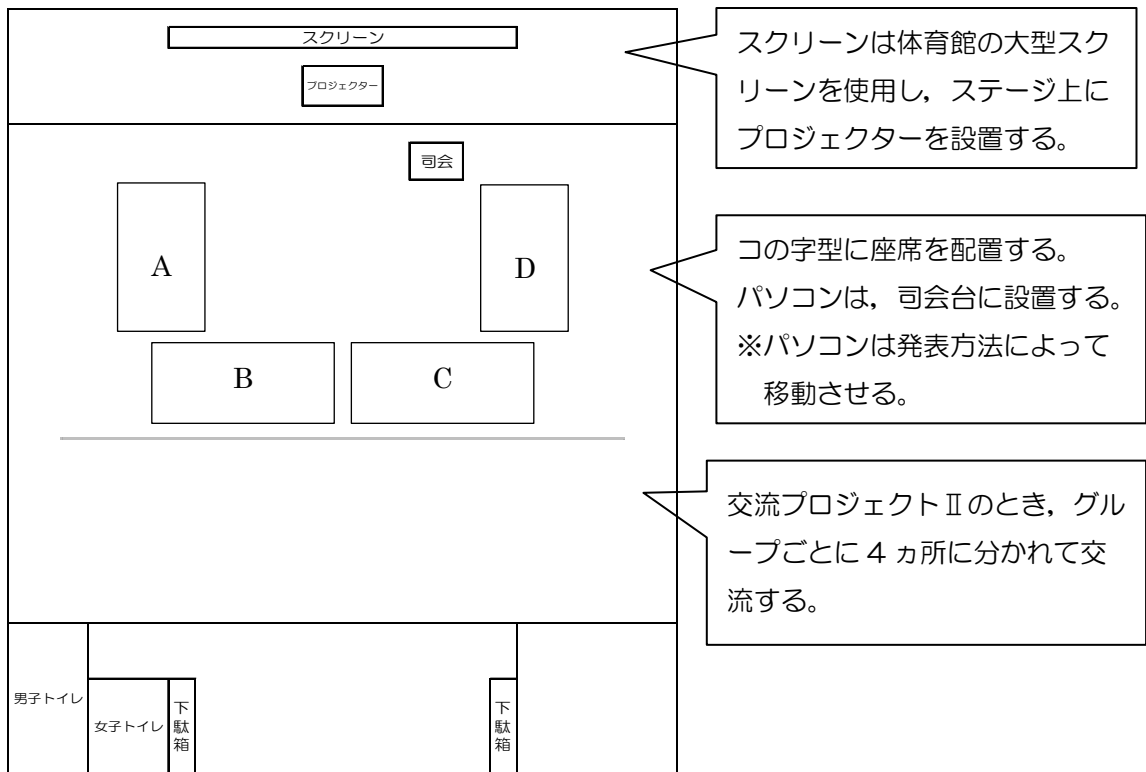 スクリーン
プロジェクター
スクリーンは体育館の大型スク
リーンを使用し，ステージ上に
プロジェクターを設置する。
司会
A
D
B
C
コの字型に座席を配置する。
パソコンは，司会台に設置する。
※パソコンは発表方法によって
移動させる。
交流プロジェクトⅡのとき，グル
ープごとに 4 ヵ所に分かれて交
流する。
男子トイレ
女子トイレ
下駄箱
下駄箱